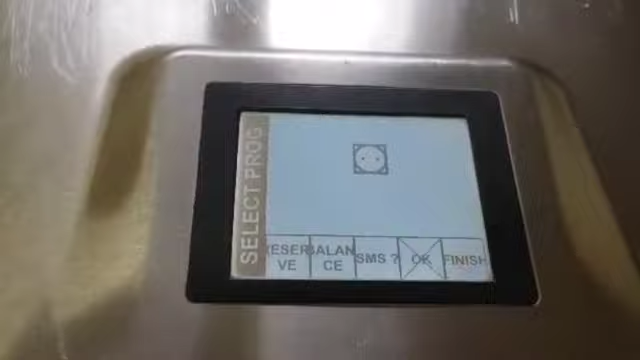 SELECT PROG
RESER
VE
BALAN
CE
SMS ?
OK
FINISH